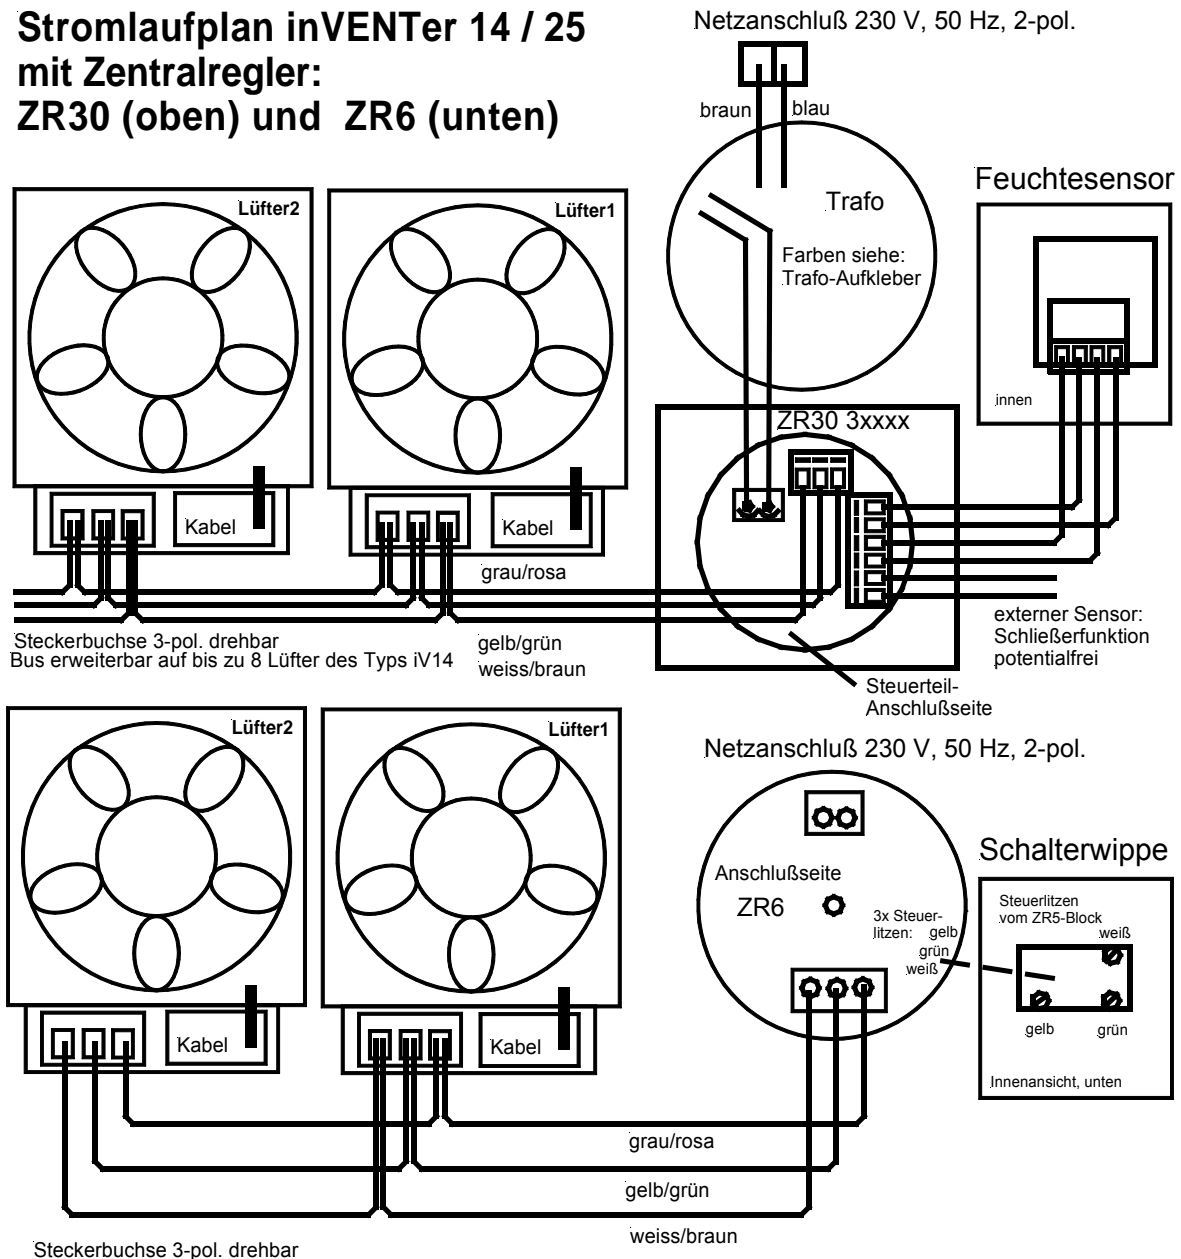 Stromlaufplan inVENTer 14 / 25
mit Zentralregler:
ZR30 (oben) und ZR6 (unten)
Netzanschluß 230 V, 50 Hz, 2-pol.
braun
blau
Trafo
Farben siehe:
Trafo-Aufkleber
Feuchtesensor
innen
Lüfter2
Lüfter1
Kabel
Kabel
ZR30 3xxxx
grau/rosa
Steckerbuchse 3-pol. drehbar
Bus erweiterbar auf bis zu 8 Lüfter des Typs iV14
gelb/grün
weiss/braun
externer Sensor:
Schließerfunktion
potentialfrei
Steuerteil-
Anschlußseite
Lüfter2
Lüfter1
Kabel
Kabel
Netzanschluß 230 V, 50 Hz, 2-pol.
Anschlußseite
ZR6
3x Steuer-
litzen: gelb
grün
weiß
Schalterwippe
Steuerlitzen
vom ZR5-Block
weiß
gelb
grün
Innenansicht, unten
grau/rosa
gelb/grün
weiss/braun
Steckerbuchse 3-pol. drehbar